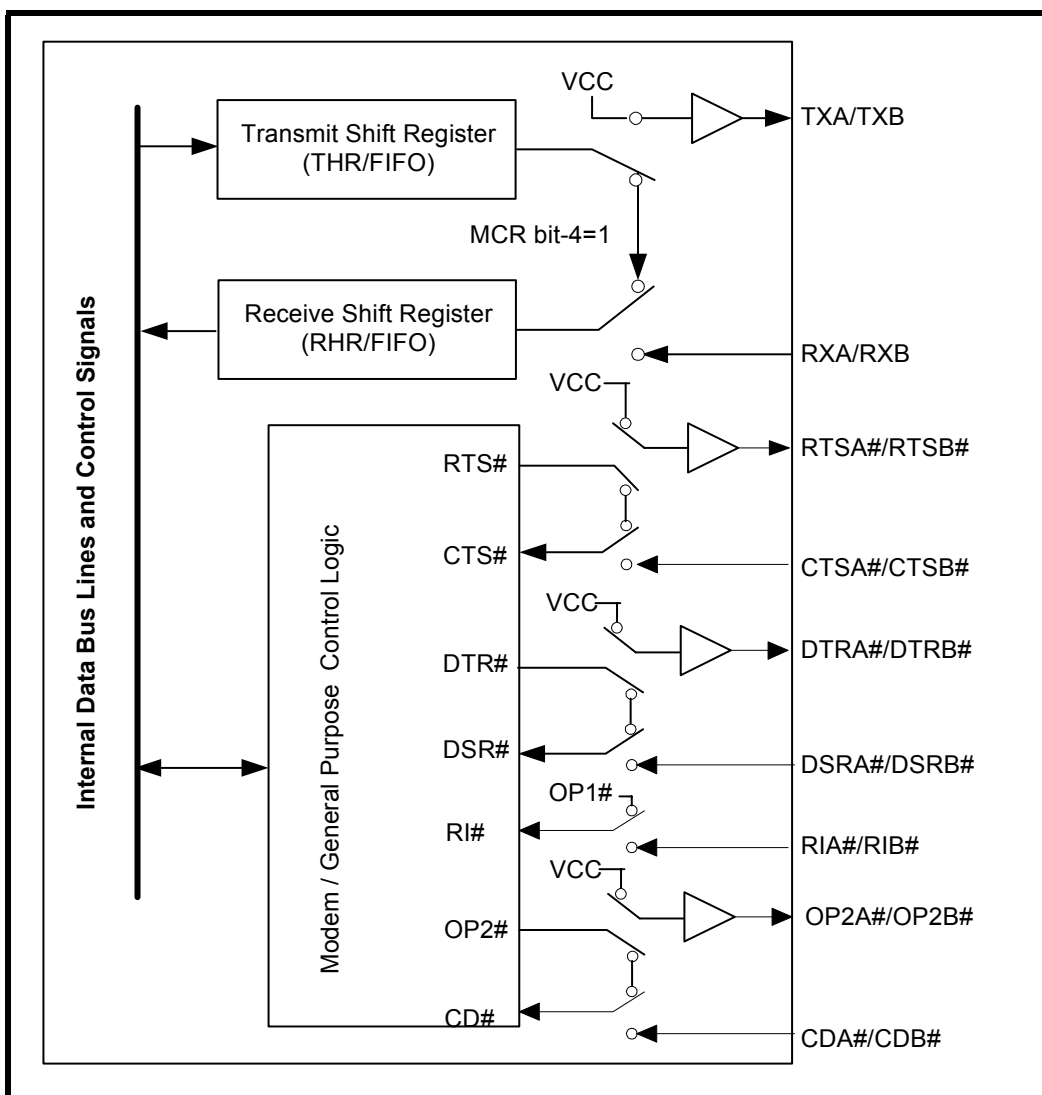 VCC
TXA/TXB
Transmit Shift Register
(THR/FIFO)
MCR bit-4=1
Receive Shift Register
(RHR/FIFO)
RXA/RXB
VCC
RTSA#/RTSB#
RTS#
CTS#
CTSA#/CTSB#
VCC
DTRA#/DTRB#
DTR#
DSR#
DSRA#/DSRB#
OP1#
RI#
RIA#/RIB#
VCC
OP2A#/OP2B#
OP2#
CD#
CDA#/CDB#
Internal Data Bus Lines and Control Signals
Modem / General Purpose Control Logic